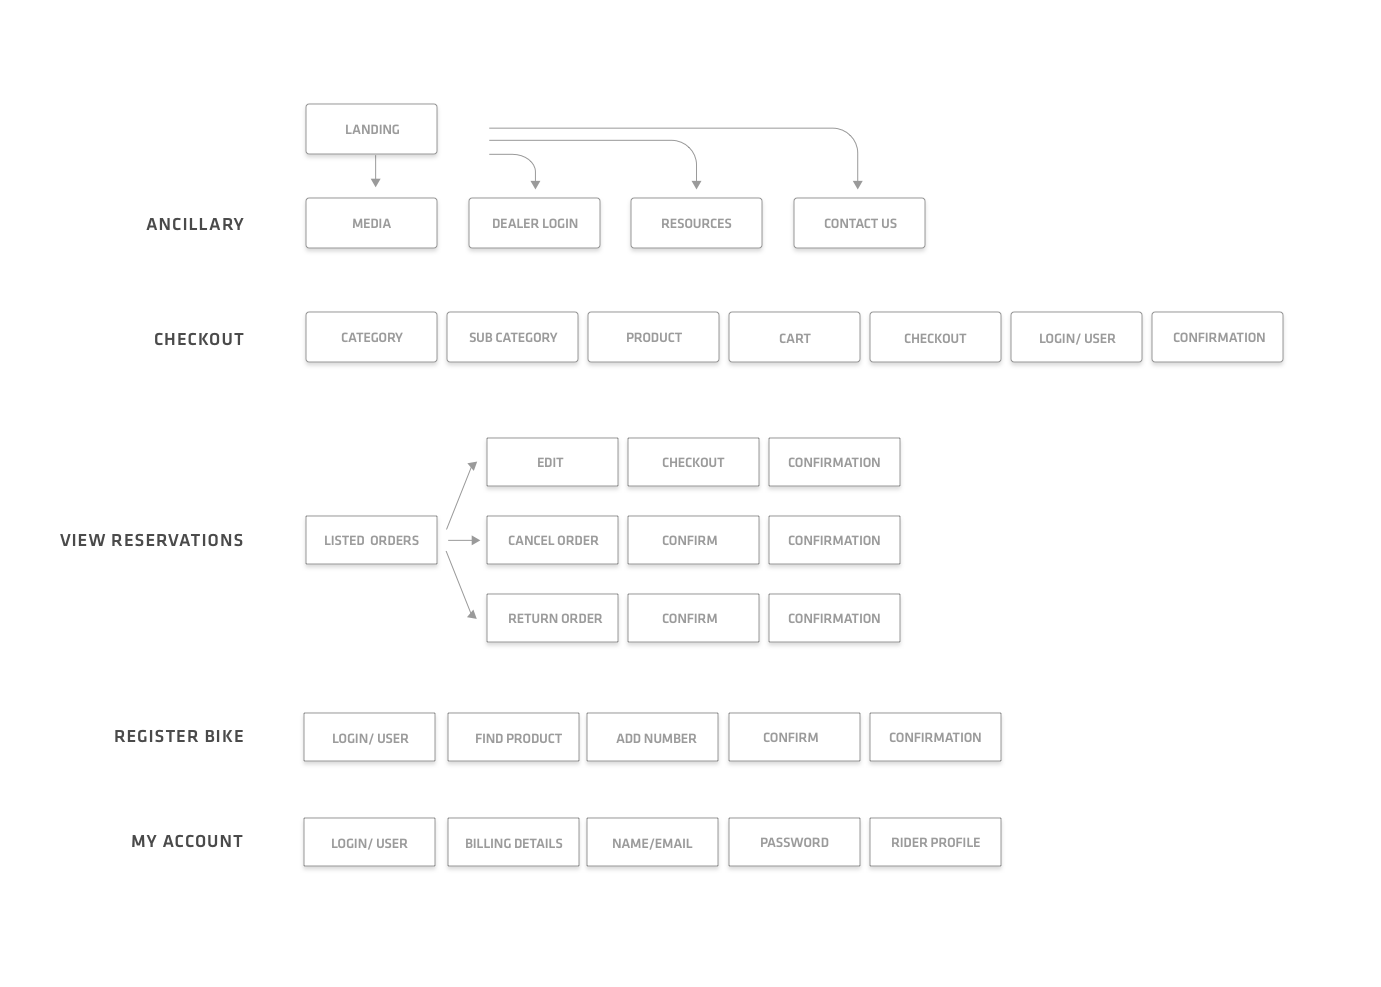 LANDING
ANCILLARY
MEDIA
DEALER LOGIN
RESOURCES
CONTACT US
CHECKOUT
CATEGORY
SUB CATEGORY
PRODUCT
CART
CHECKOUT
LOGIN/ USER
CONFIRMATION
EDIT
CHECKOUT
CONFIRMATION
VIEW RESERVATIONS
LISTED  ORDERS
CANCEL ORDER
CONFIRM
CONFIRMATION
RETURN ORDER
CONFIRM
CONFIRMATION
REGISTER BIKE
LOGIN/ USER
FIND PRODUCT
ADD NUMBER
CONFIRM
CONFIRMATION
MY ACCOUNT
LOGIN/ USER
BILLING DETAILS
NAME/EMAIL
PASSWORD
RIDER PROFILE